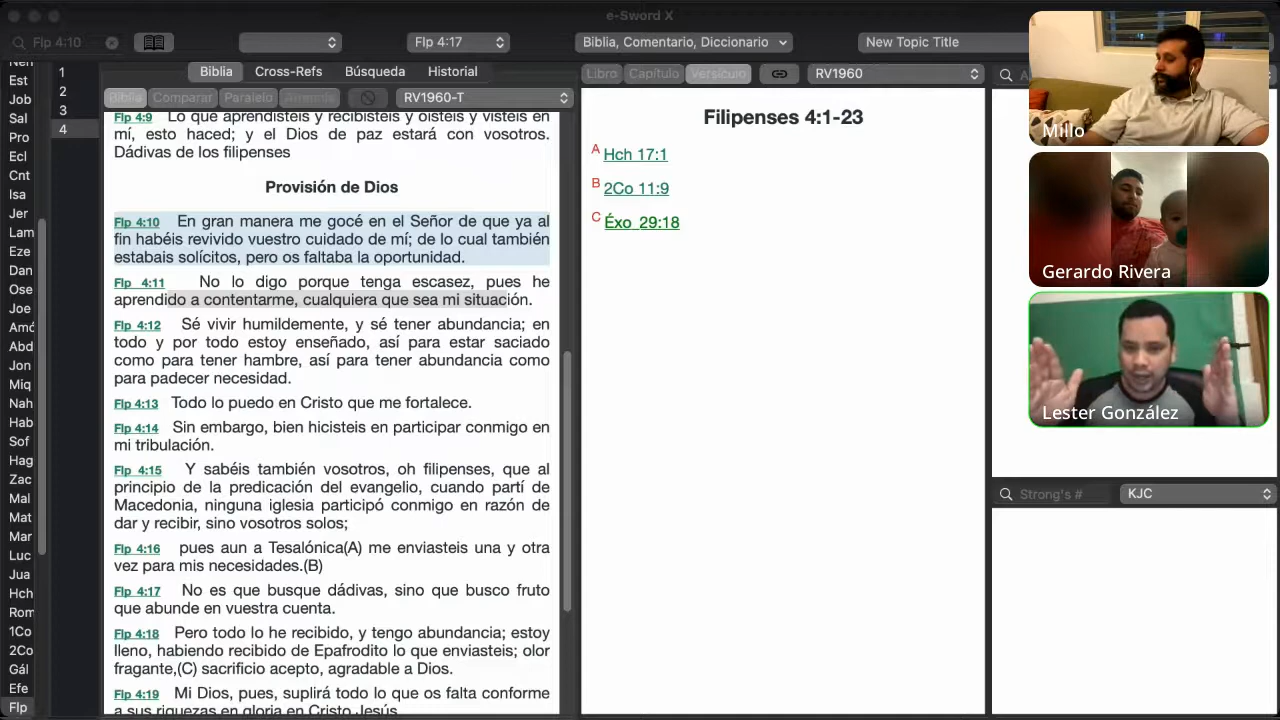 e-Sword X
Flp 4:10
Flp 4:17
Biblia, Comentario, Diccionario
New Topic Title
Est
Job
Sal
Pro
Ecl
Cnt
Isa
Jer
Lam
Eze
Dan
Ose
Joe
Amó
Abd
Jon
Miq
Nah
Hab
Sof
Hag
Zac
Mal
Mat
Mar
Luc
Jua
Hch
Rom
1Co
2Co
Gál
Efe
Flp
1
2
3
4
Biblia Cross-Refs Búsqueda Historial
Biblia Comparar Paralelo
RV1960-T
Flp 4:9 Lo que aprendisteis y recibisteis y oísteis y visteis en
mí, esto haced; y el Dios de paz estará con vosotros.
Dádivas de los filipenses
Provisión de Dios
Flp 4:10 En gran manera me gocé en el Señor de que ya al
fin habéis revivido vuestro cuidado de mí; de lo cual también
estabais solícitos, pero os faltaba la oportunidad.
Flp 4:11 No lo digo porque tenga escasez, pues he
aprendido a contentarme, cualquiera que sea mi situación.
Flp 4:12 Sé vivir humildemente, y sé tener abundancia; en
todo y por todo estoy enseñado, así para estar saciado
como para tener hambre, así para tener abundancia como
para padecer necesidad.
Flp 4:13 Todo lo puedo en Cristo que me fortalece.
Flp 4:14 Sin embargo, bien hicisteis en participar conmigo en
mi tribulación.
Flp 4:15 Y sabéis también vosotros, oh filipenses, que al
principio de la predicación del evangelio, cuando partí de
Macedonia, ninguna iglesia participó conmigo en razón de
dar y recibir, sino vosotros solos;
Flp 4:16 pues aun a Tesalónica(A) me enviasteis una y otra
vez para mis necesidades.(B)
Flp 4:17 No es que busque dádivas, sino que busco fruto
que abunde en vuestra cuenta.
Flp 4:18 Pero todo lo he recibido, y tengo abundancia; estoy
lleno, habiendo recibido de Epafrodito lo que enviasteis; olor
fragante,(C) sacrificio acepto, agradable a Dios.
Flp 4:19 Mi Dios, pues, suplirá todo lo que os falta conforme
a sus riquezas en gloria en Cristo Jesús
Libro Capítulo Versículo
RV1960
Filipenses 4:1-23
A Hch 17:1
B 2Co 11:9
C Éxo 29:18
Millo
Gerardo Rivera
Lester González
Strong's #
KJC